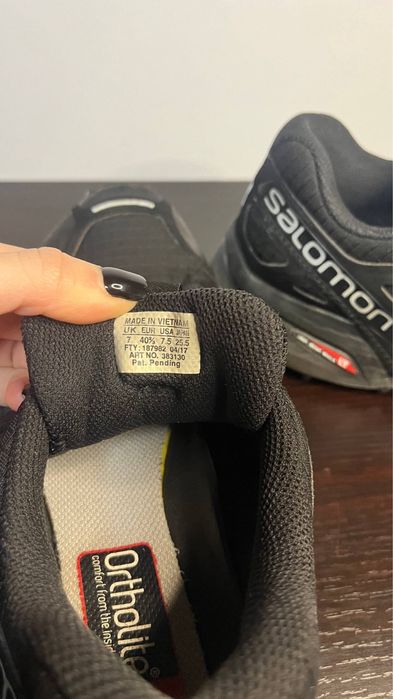 salomon
MADE IN VIETNAM
UK EUR USA JAPAN
7 40⅔ 7.5 25.5
FTY: 187982 04/17
ART NO. 383130
Pat. Pending
Ortholite®
comfort from the inside